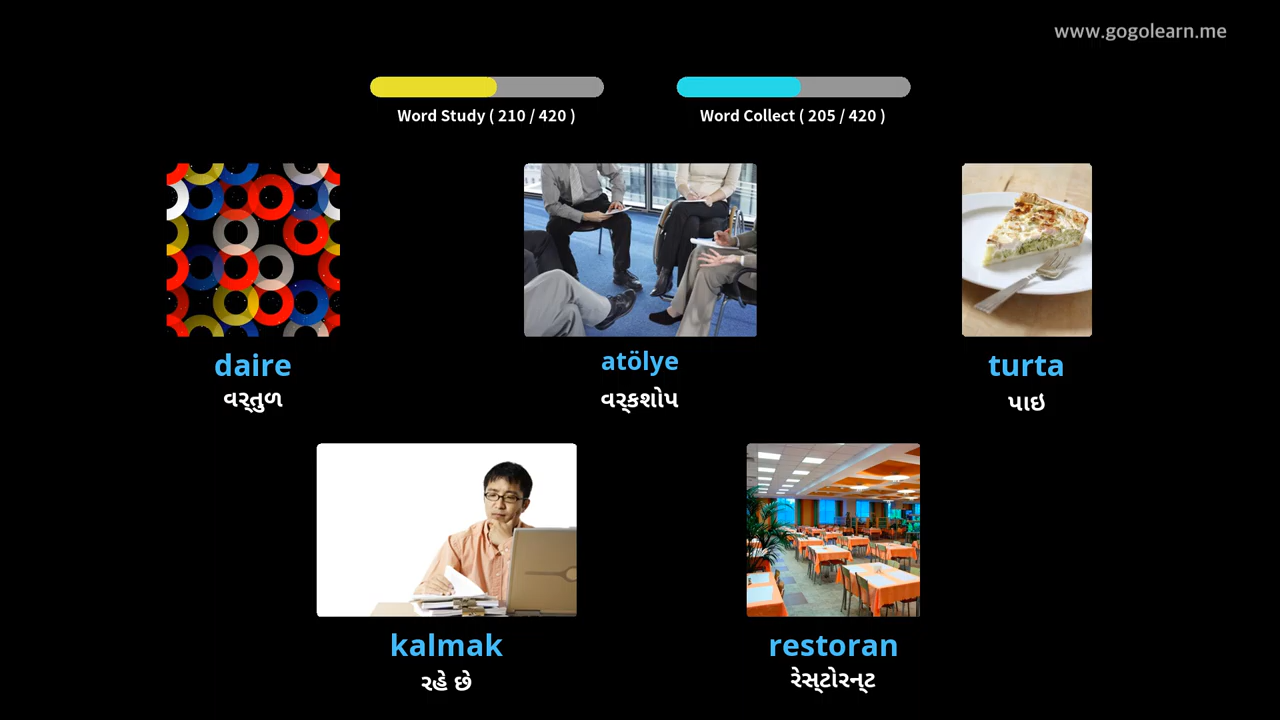 www.gogolearn.me
Word Study ( 210 / 420 )
Word Collect ( 205 / 420 )
daire
વર્તુળ
atölye
વર્કશોપ
turta
પાઇ
kalmak
રહે છે
restoran
રેસ્ટોરન્ટ